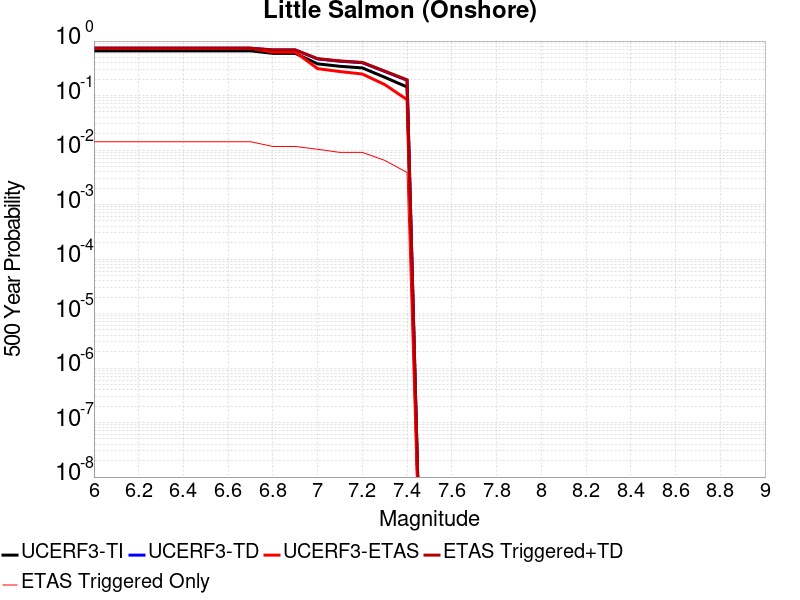 Little Salmon (Onshore)
10^0
10^-1
10^-2
10^-3
10^-4
10^-5
10^-6
10^-7
10^-8
500 Year Probability
6 6.2 6.4 6.6 6.8 7 7.2 7.4 7.6 7.8 8 8.2 8.4 8.6 8.8 9
Magnitude
UCERF3-TI UCERF3-TD UCERF3-ETAS ETAS Triggered+TD
ETAS Triggered Only